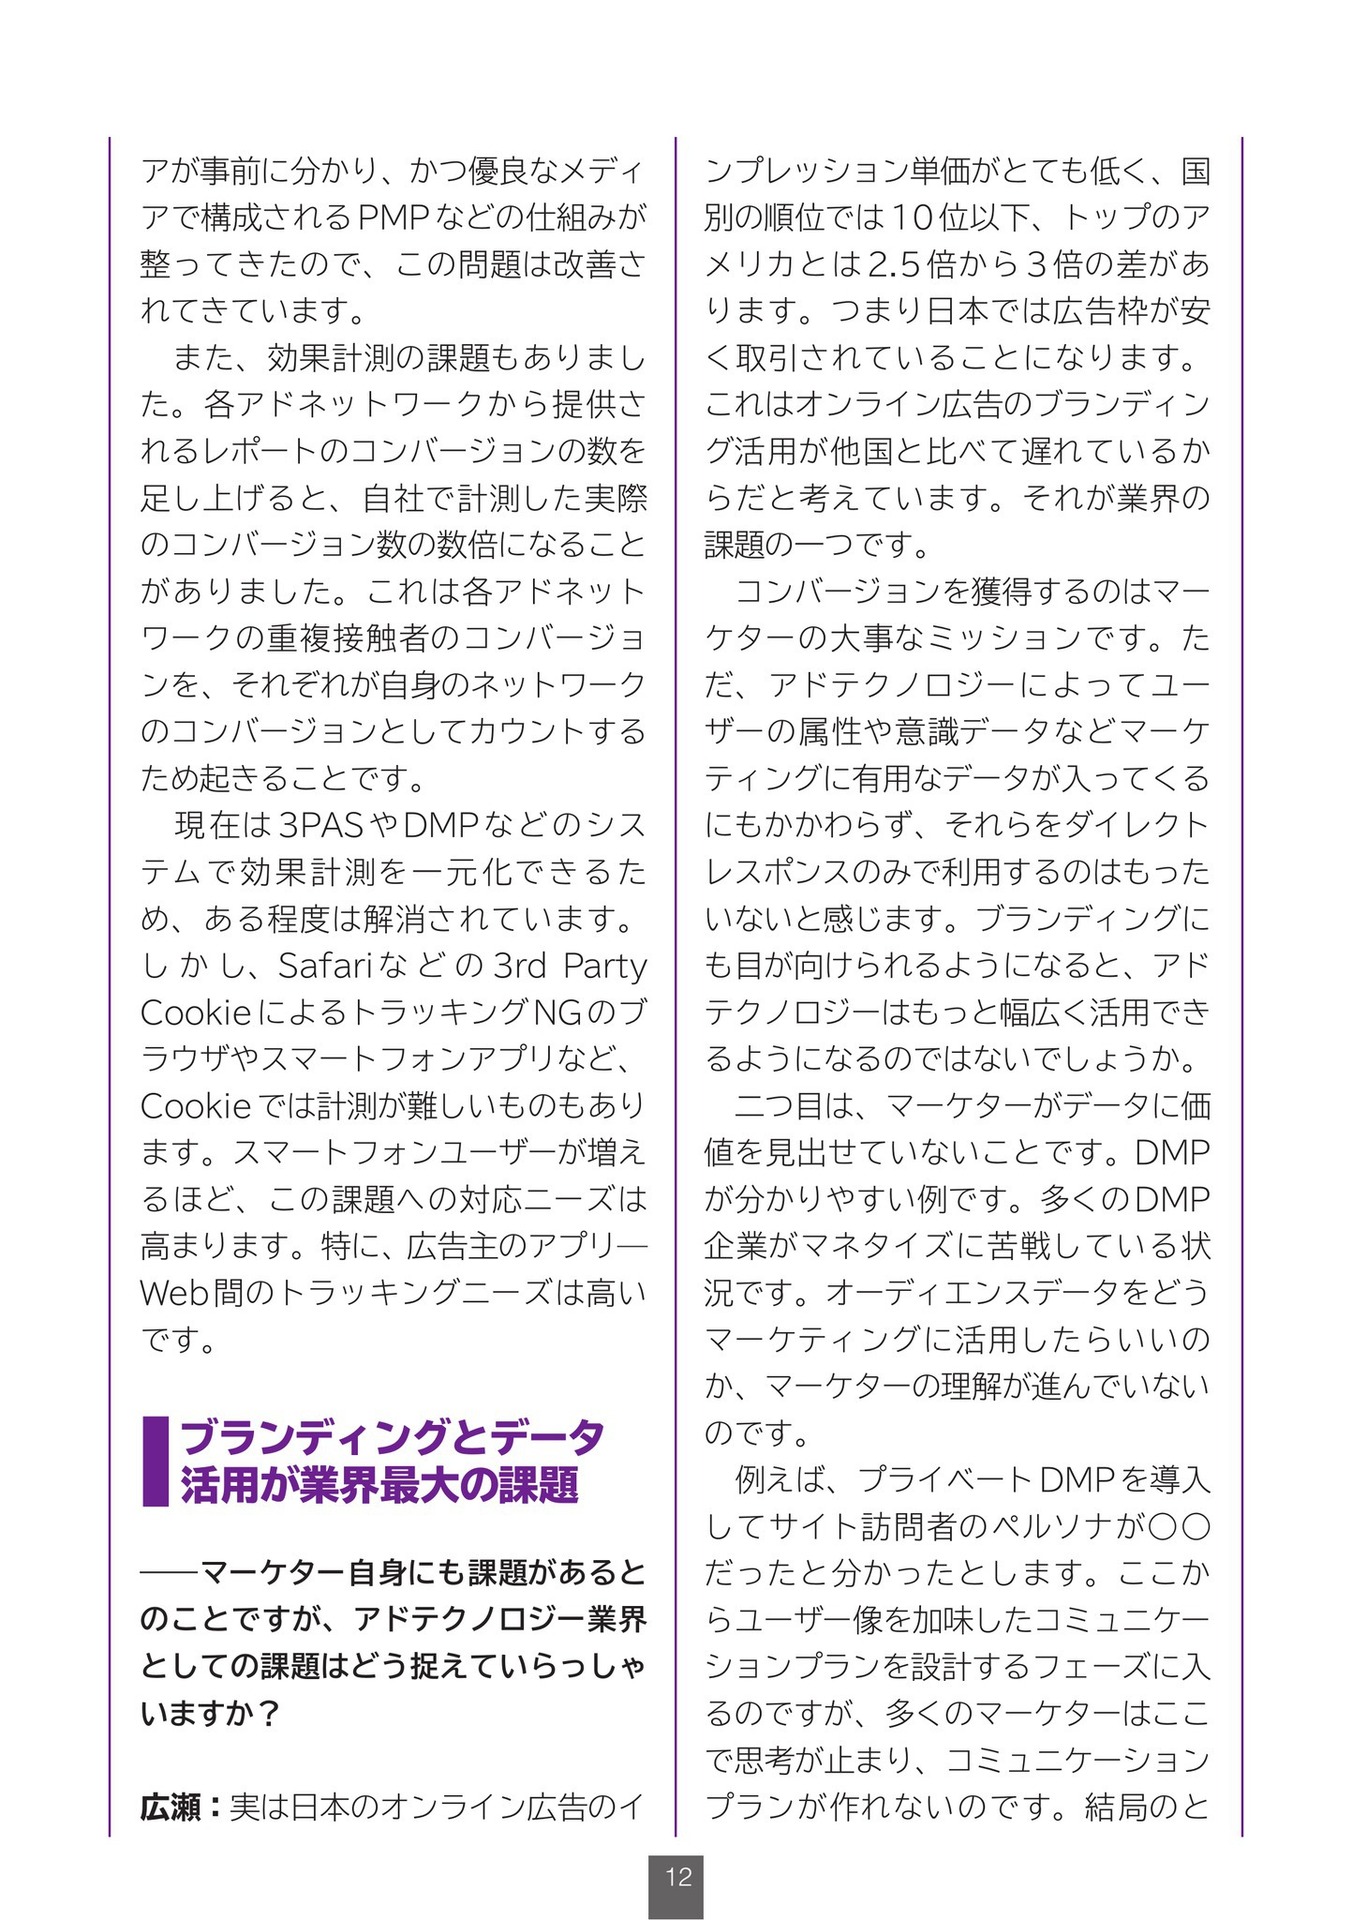 アが事前に分かり、かつ優良なメディ
アで構成されるPMPなどの仕組みが
整ってきたので、この問題は改善さ
れてきています。
　また、効果計測の課題もありまし
た。各アドネットワークから提供さ
れるレポートのコンバージョンの数を
足し上げると、自社で計測した実際
のコンバージョン数の数倍になること
がありました。これは各アドネット
ワークの重複接触者のコンバージョ
ンを、それぞれが自身のネットワーク
のコンバージョンとしてカウントする
ため起きることです。
　現在は3PASやDMPなどのシス
テムで効果計測を一元化できるた
め、ある程度は解消されています。
しかし、Safariなどの3rd Party
CookieによるトラッキングNGのブ
ラウザやスマートフォンアプリなど、
Cookieでは計測が難しいものもあり
ます。スマートフォンユーザーが増え
るほど、この課題への対応ニーズは
高まります。特に、広告主のアプリ―
Web間のトラッキングニーズは高い
です。
ブランディングとデータ
活用が業界最大の課題
――マーケター自身にも課題があると
のことですが、アドテクノロジー業界
としての課題はどう捉えていらっしゃ
いますか？
広瀬：実は日本のオンライン広告のイ
ンプレッション単価がとても低く、国
別の順位では10位以下、トップのア
メリカとは2.5倍から3倍の差があ
ります。つまり日本では広告枠が安
く取引されていることになります。
これはオンライン広告のブランディン
グ活用が他国と比べて遅れているか
らだと考えています。それが業界の
課題の一つです。
　コンバージョンを獲得するのはマー
ケターの大事なミッションです。た
だ、アドテクノロジーによってユー
ザーの属性や意識データなどマーケ
ティングに有用なデータが入ってくる
にもかかわらず、それらをダイレクト
レスポンスのみで利用するのはもった
いないと感じます。ブランディングに
も目が向けられるようになると、アド
テクノロジーはもっと幅広く活用でき
るようになるのではないでしょうか。
　二つ目は、マーケターがデータに価
値を見出せていないことです。DMP
が分かりやすい例です。多くのDMP
企業がマネタイズに苦戦している状
況です。オーディエンスデータをどう
マーケティングに活用したらいいの
か、マーケターの理解が進んでいない
のです。
　例えば、プライベートDMPを導入
してサイト訪問者のペルソナが〇〇
だったと分かったとします。ここか
らユーザー像を加味したコミュニケー
ションプランを設計するフェーズに入
るのですが、多くのマーケターはここ
で思考が止まり、コミュニケーション
プランが作れないのです。結局のと
12